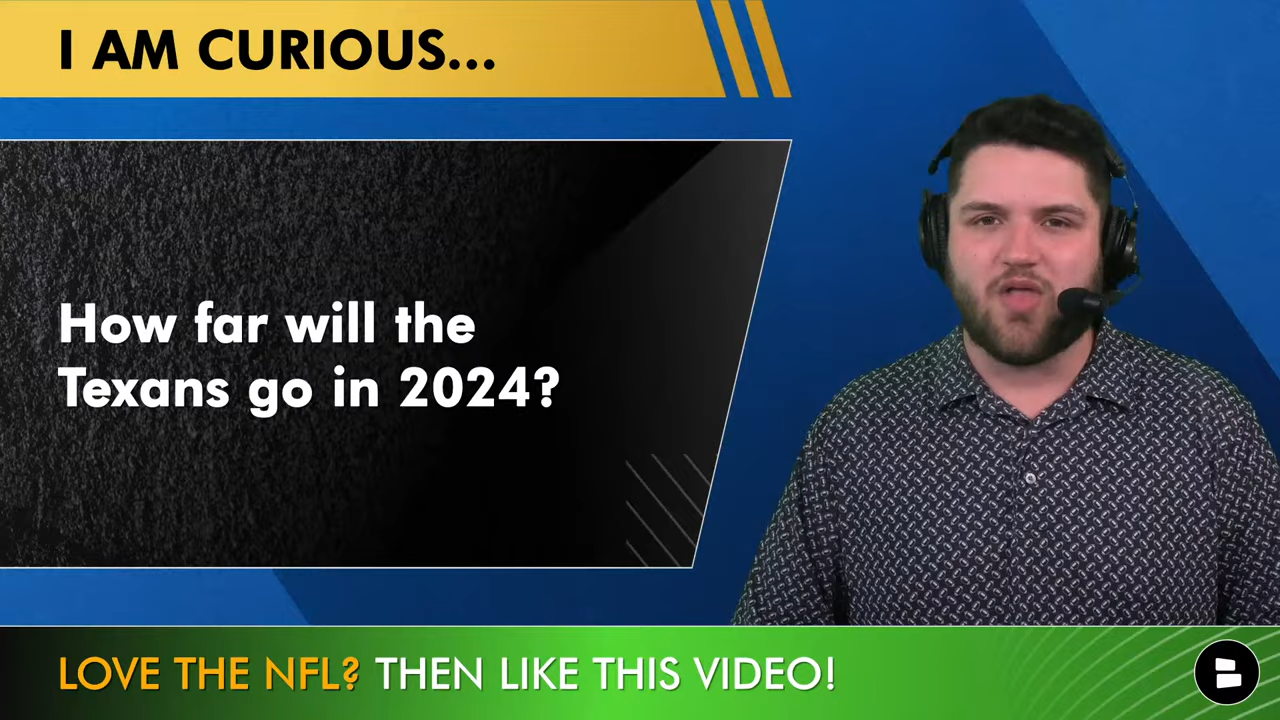 I AM CURIOUS...
How far will the
Texans go in 2024?
LOVE THE NFL? THEN LIKE THIS VIDEO!